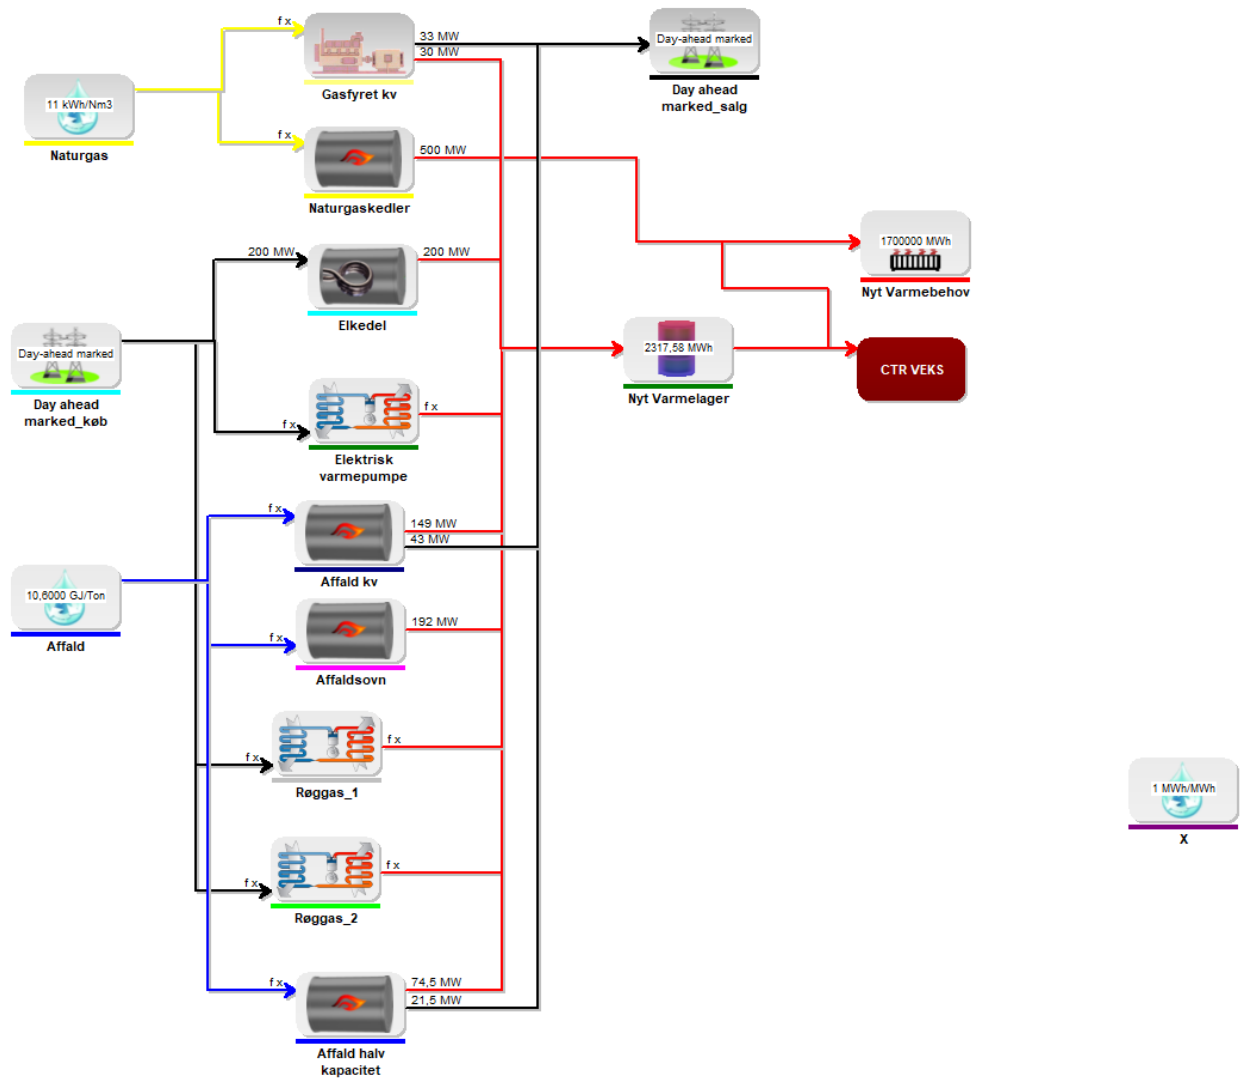 f x
33 MW
30 MW
Gasfyret kv
Day-ahead marked
Day ahead
marked_salg
11 kWh/Nm3
Naturgas
f x
500 MW
Naturgaskedler
1700000 MWh
Nyt Varmebehov
200 MW
200 MW
Elkedel
Day-ahead marked
Day ahead
marked_køb
2317,58 MWh
Nyt Varmelager
CTR VEKS
f x
f x
Elektrisk
varmepumpe
f x
149 MW
43 MW
Affald kv
10,6000 GJ/Ton
Affald
f x
192 MW
Affaldsovn
f x
f x
Røggas_1
1 MWh/MWh
X
f x
f x
Røggas_2
f x
74,5 MW
21,5 MW
Affald halv
kapacitet